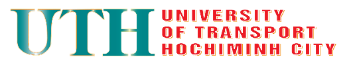 UTH
UNIVERSITY
OF TRANSPORT
HOCHIMINH CITY